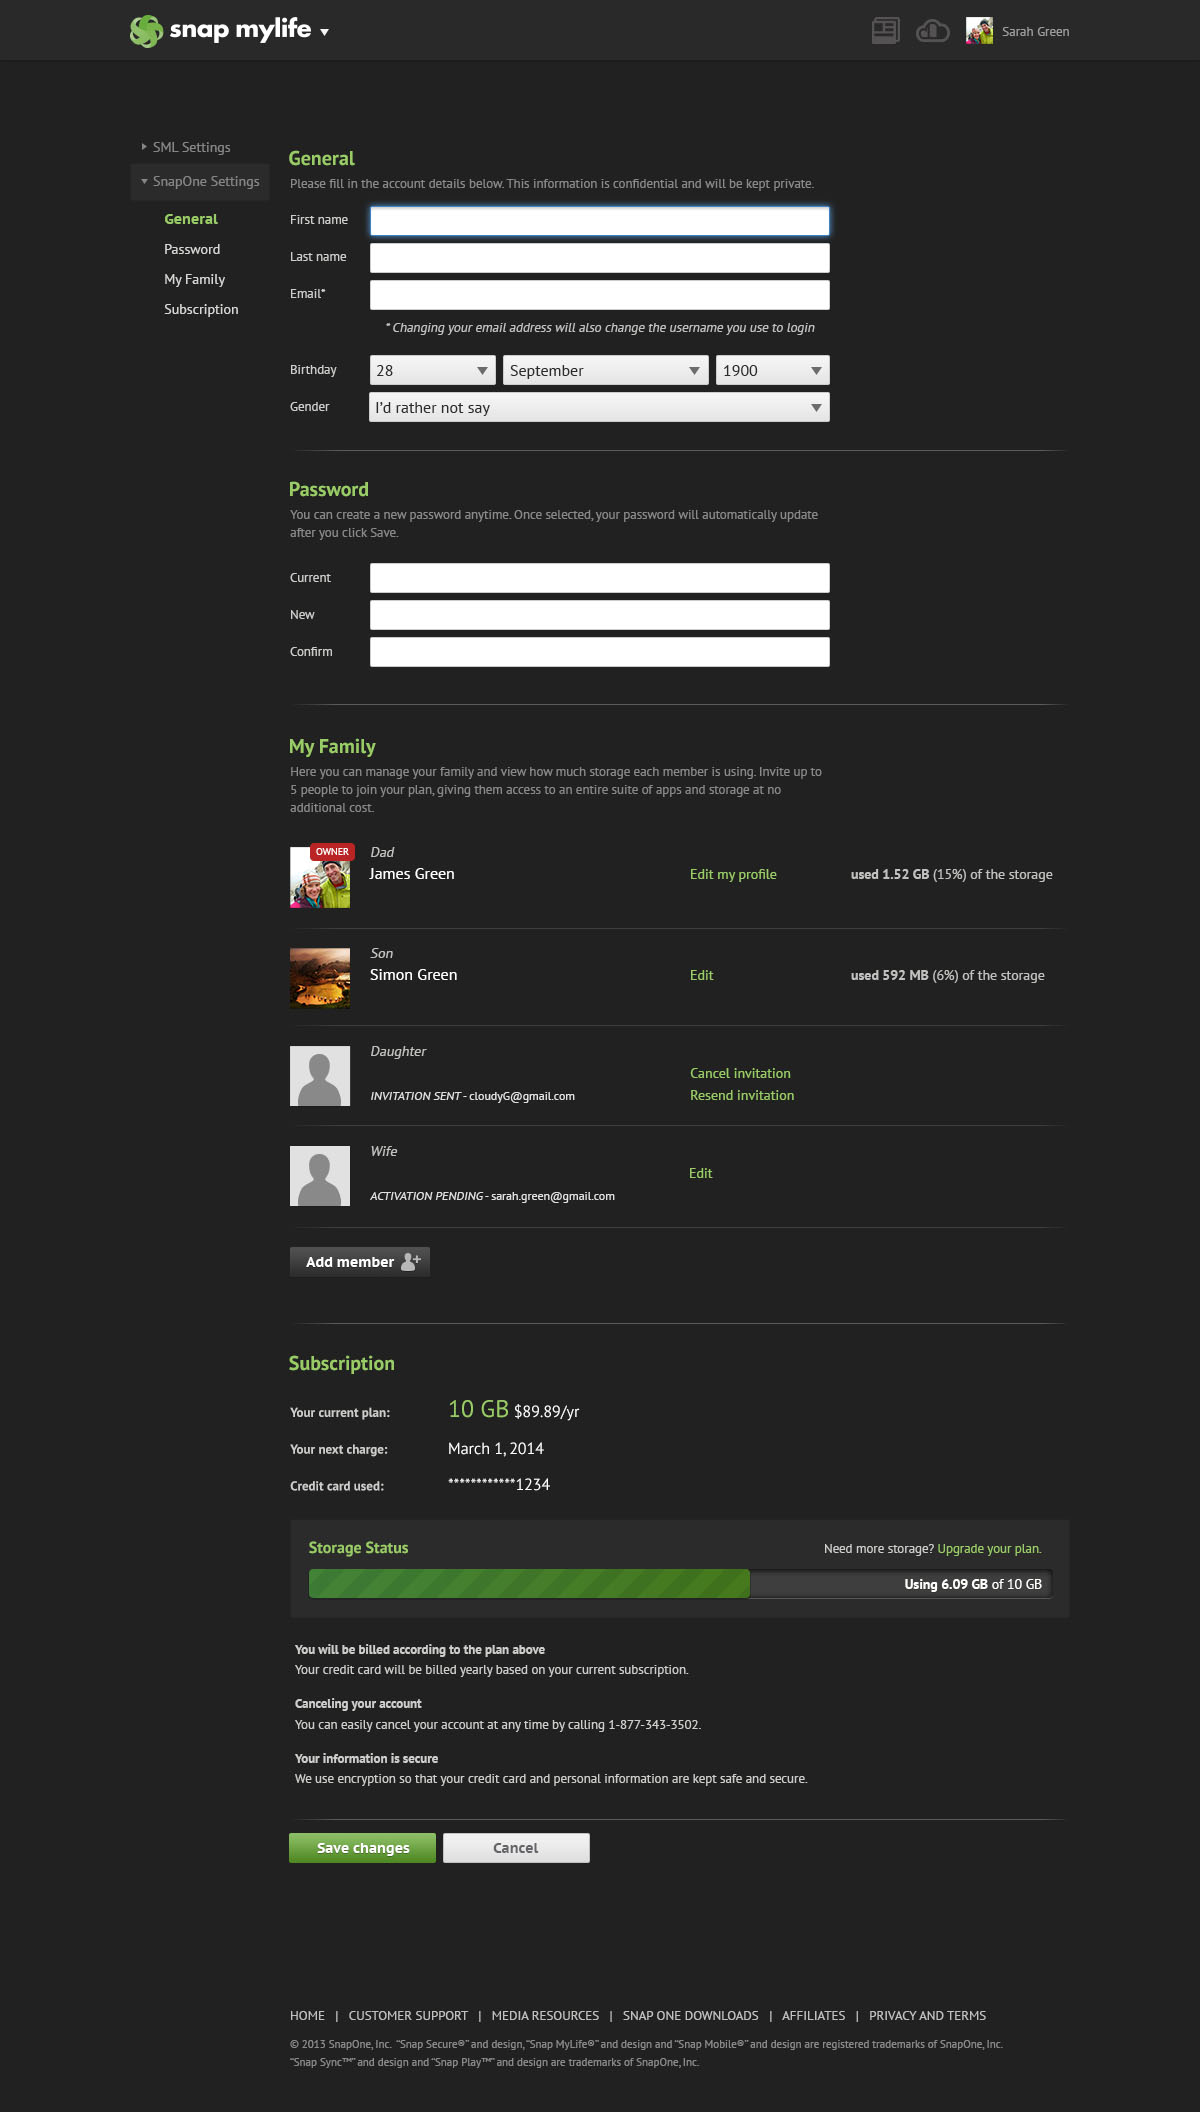 snap mylife
Sarah Green
SML Settings
SnapOne Settings
General
Password
My Family
Subscription
General
Please fill in the account details below. This information is confidential and will be kept private.
First name
Last name
Email*
* Changing your email address will also change the username you use to login
Birthday 28 September 1900
Gender I'd rather not say
Password
You can create a new password anytime. Once selected, your password will automatically update
after you click Save.
Current
New
Confirm
My Family
Here you can manage your family and view how much storage each member is using. Invite up to
5 people to join your plan, giving them access to an entire suite of apps and storage at no
additional cost.
OWNER
Dad
James Green Edit my profile used 1.52 GB (15%) of the storage
Son
Simon Green Edit used 592 MB (6%) of the storage
Daughter
Cancel invitation
INVITATION SENT - cloudyG@gmail.com Resend invitation
Wife
Edit
ACTIVATION PENDING - sarah.green@gmail.com
Add member
Subscription
Your current plan: 10 GB $89.89/yr
Your next charge: March 1, 2014
Credit card used: ************1234
Storage Status Need more storage? Upgrade your plan.
Using 6.09 GB of 10 GB
You will be billed according to the plan above
Your credit card will be billed yearly based on your current subscription.
Canceling your account
You can easily cancel your account at any time by calling 1-877-343-3502.
Your information is secure
We use encryption so that your credit card and personal information are kept safe and secure.
Save changes Cancel
HOME | CUSTOMER SUPPORT | MEDIA RESOURCES | SNAP ONE DOWNLOADS | AFFILIATES | PRIVACY AND TERMS
© 2013 SnapOne, Inc. "Snap Secure®" and design, "Snap MyLife®" and design and "Snap Mobile®" and design are registered trademarks of SnapOne, Inc.
"Snap Sync™" and design and "Snap Play™" and design are trademarks of SnapOne, Inc.